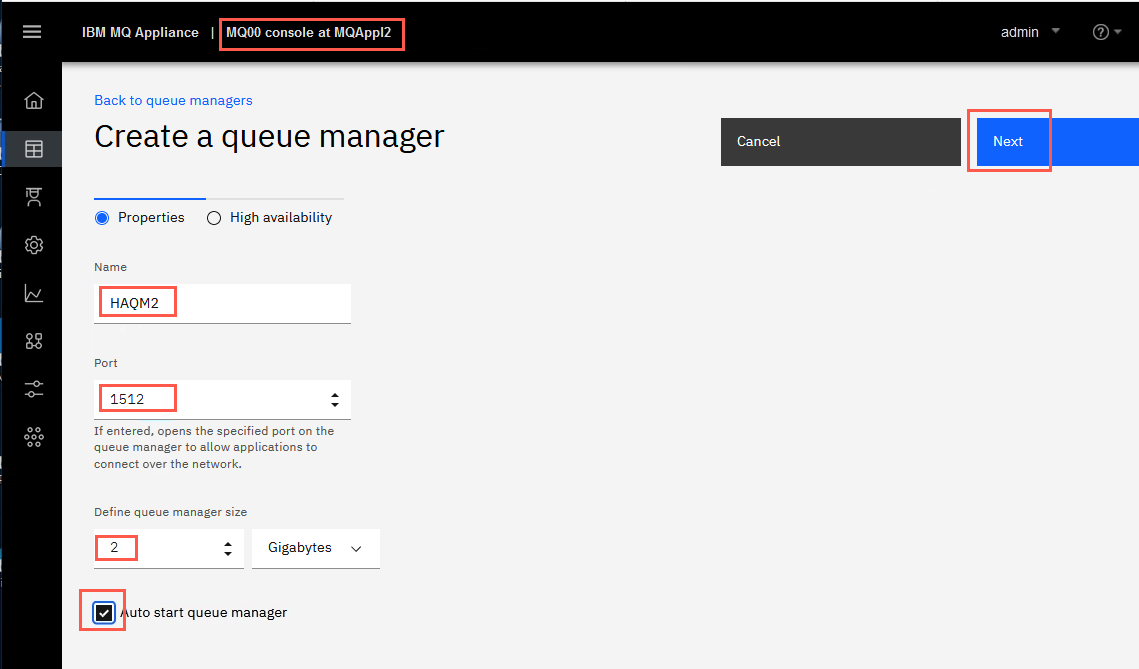 IBM MQ Appliance | MQ00 console at MQAppl2
admin
Back to queue managers
Create a queue manager
Cancel
Next
Properties
High availability
Name
HAQM2
Port
1512
If entered, opens the specified port on the
queue manager to allow applications to
connect over the network.
Define queue manager size
2
Gigabytes
Auto start queue manager